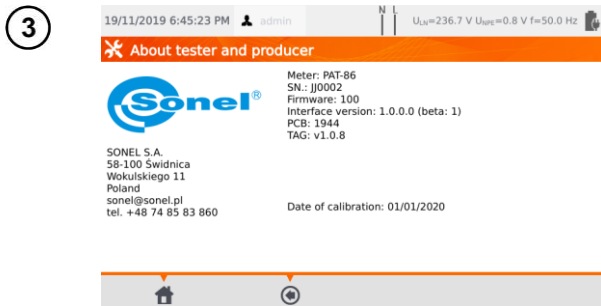 3
19/11/2019 6:45:23 PM admin N L ULN=236.7 V UNPE=0.8 V f=50.0 Hz
About tester and producer
Sonel®
Meter: PAT-86
SN.: JJ0002
Firmware: 100
Interface version: 1.0.0.0 (beta: 1)
PCB: 1944
TAG: v1.0.8
SONEL S.A.
58-100 Świdnica
Wokulskiego 11
Poland
sonel@sonel.pl
tel. +48 74 85 83 860
Date of calibration: 01/01/2020